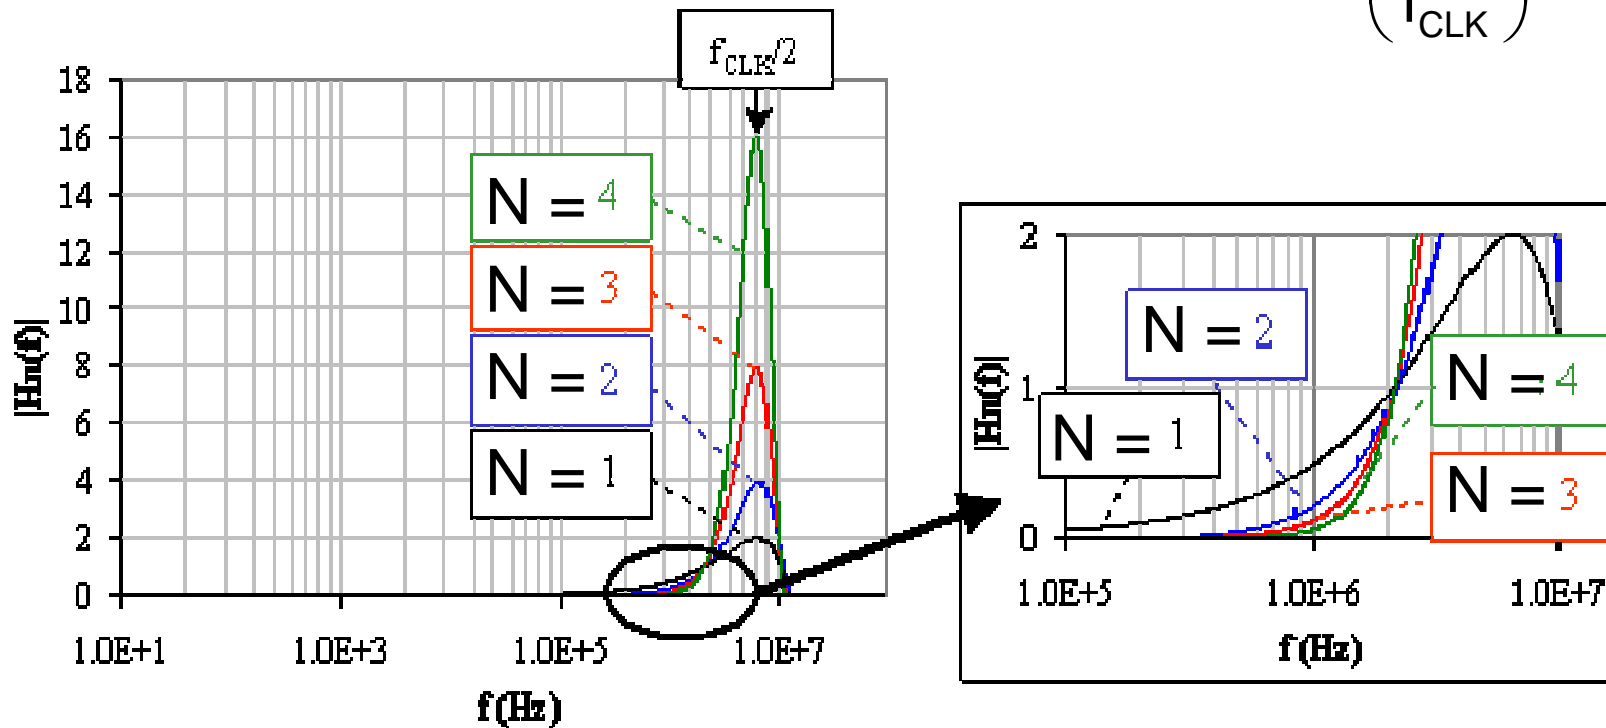 f_CLK
f_CLK/2
18
16
14
12
10
8
6
4
2
0
|Hn(f)|
N = 4
N = 3
N = 2
N = 1
1.0E+1 1.0E+3 1.0E+5 1.0E+7
f(Hz)
2
1
0
|Hn(f)|
N = 2
N = 4
N = 1
N = 3
1.0E+5 1.0E+6 1.0E+7
f(Hz)